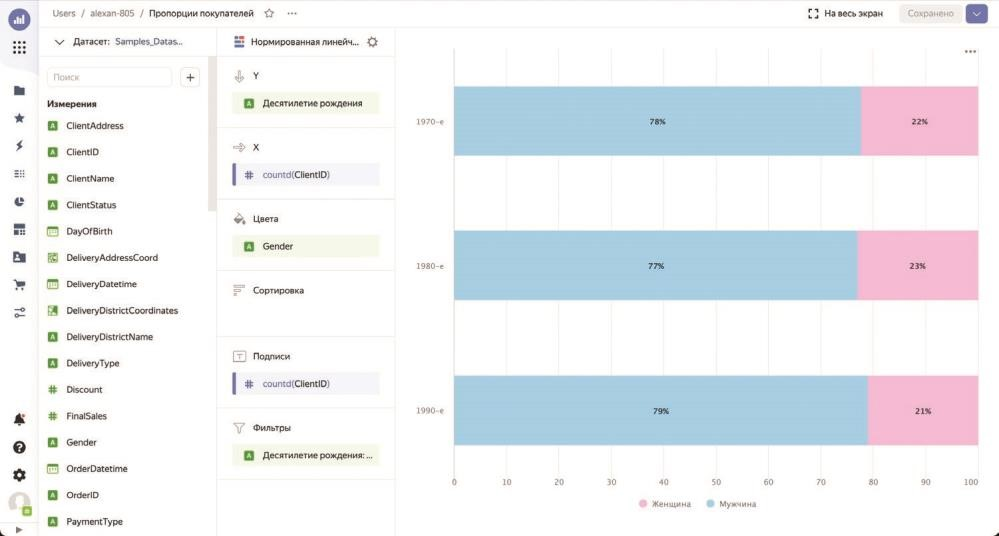 Users / alexan-805 / Пропорции покупателей
На весь экран
Сохранено
Датасет: Samples_Datas...
Поиск
Измерения
ClientAddress
ClientID
ClientName
ClientStatus
DayOfBirth
DeliveryAddressCoord
DeliveryDatetime
DeliveryDistrictCoordinates
DeliveryDistrictName
DeliveryType
Discount
FinalSales
Gender
OrderDatetime
OrderID
PaymentType
Нормированная линейч...
Y
Десятилетие рождения
X
countd(ClientID)
Цвета
Gender
Сортировка
Подписи
countd(ClientID)
Фильтры
Десятилетие рождения: ...
1970-е
78%
22%
1980-е
77%
23%
1990-е
79%
21%
0 10 20 30 40 50 60 70 80 90 100
Женщина Мужчина